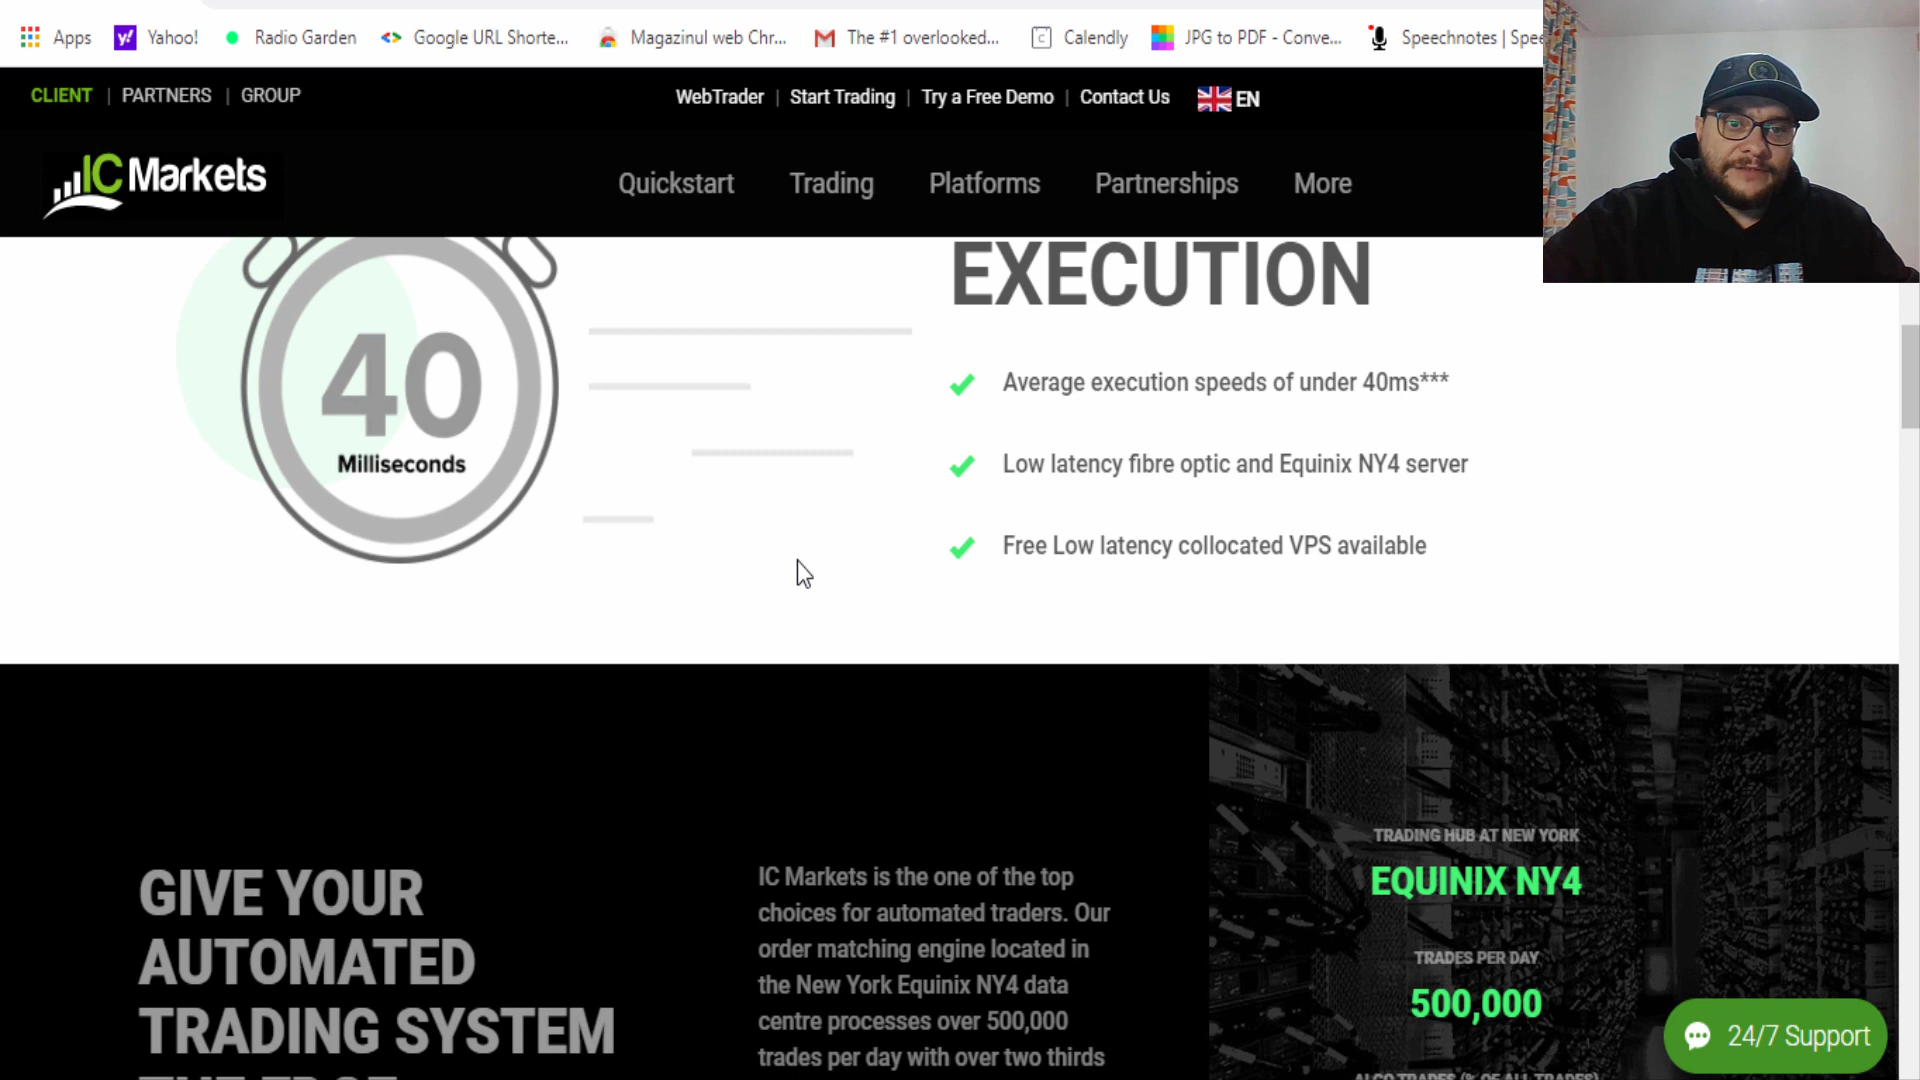 Apps
Yahoo!
Radio Garden
Google URL Shorte...
Magazinul web Chr...
The #1 overlooked...
Calendly
JPG to PDF - Conve...
Speechnotes | Spee
CLIENT | PARTNERS | GROUP
WebTrader | Start Trading | Try a Free Demo | Contact Us
EN
IC Markets
Quickstart
Trading
Platforms
Partnerships
More
EXECUTION
40
Milliseconds
Average execution speeds of under 40ms***
Low latency fibre optic and Equinix NY4 server
Free Low latency collocated VPS available
GIVE YOUR
AUTOMATED
TRADING SYSTEM
IC Markets is the one of the top
choices for automated traders. Our
order matching engine located in
the New York Equinix NY4 data
centre processes over 500,000
trades per day with over two thirds
TRADING HUB AT NEW YORK
EQUINIX NY4
TRADES PER DAY
500,000
24/7 Support